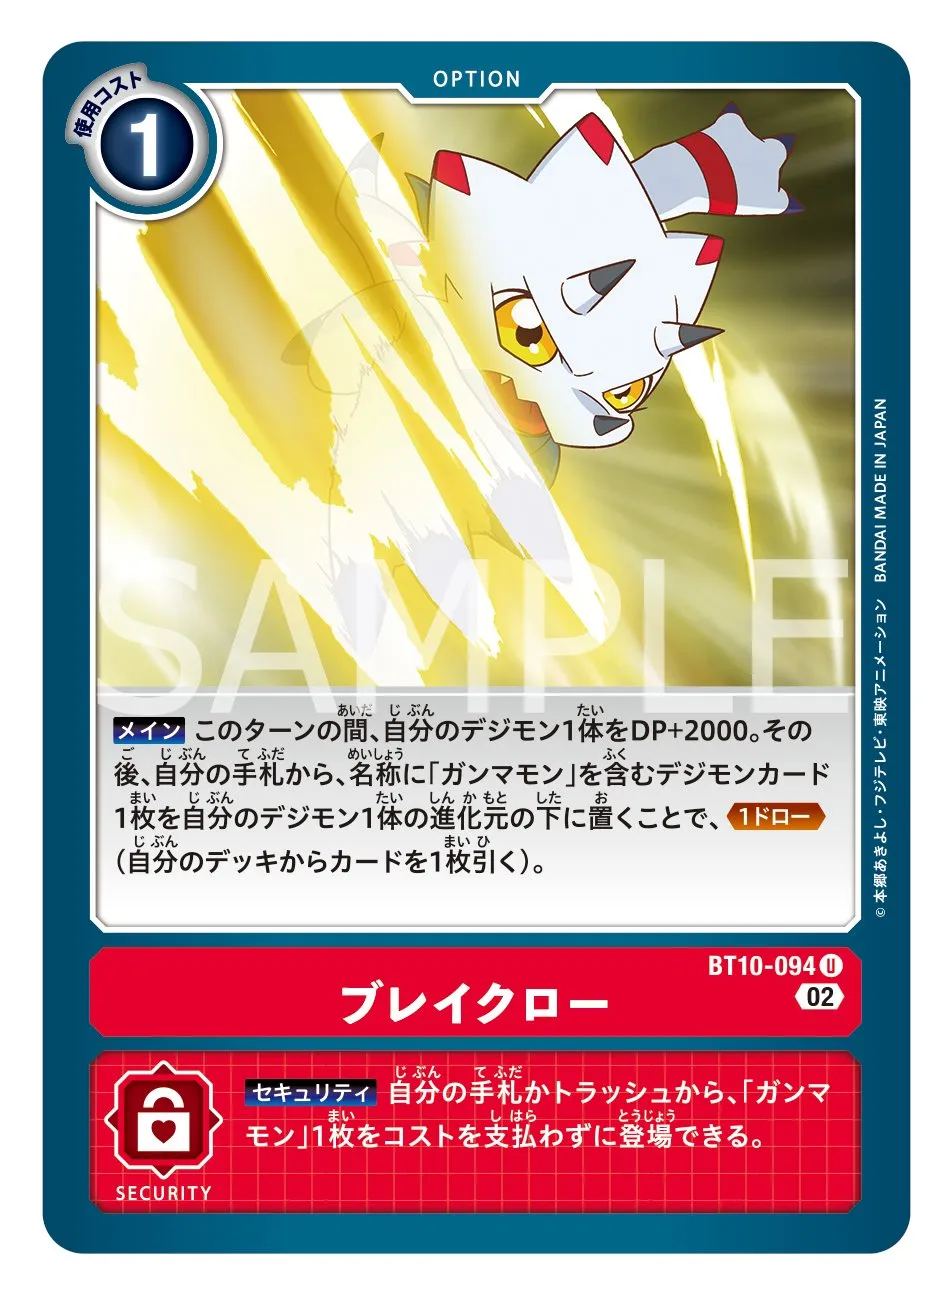 OPTION
使用コスト
1
SAMPLE
メイン このターンの間、自分のデジモン1体をDP+2000。その
後、自分の手札から、名称に「ガンマモン」を含むデジモンカード
1枚を自分のデジモン1体の進化元の下に置くことで、1ドロー
（自分のデッキからカードを1枚引く）。
© 本郷あきよし・フジテレビ・東映アニメーション BANDAI MADE IN JAPAN
BT10-094 U
ブレイクロー
02
セキュリティ 自分の手札かトラッシュから、「ガンマ
モン」1枚をコストを支払わずに登場できる。
SECURITY